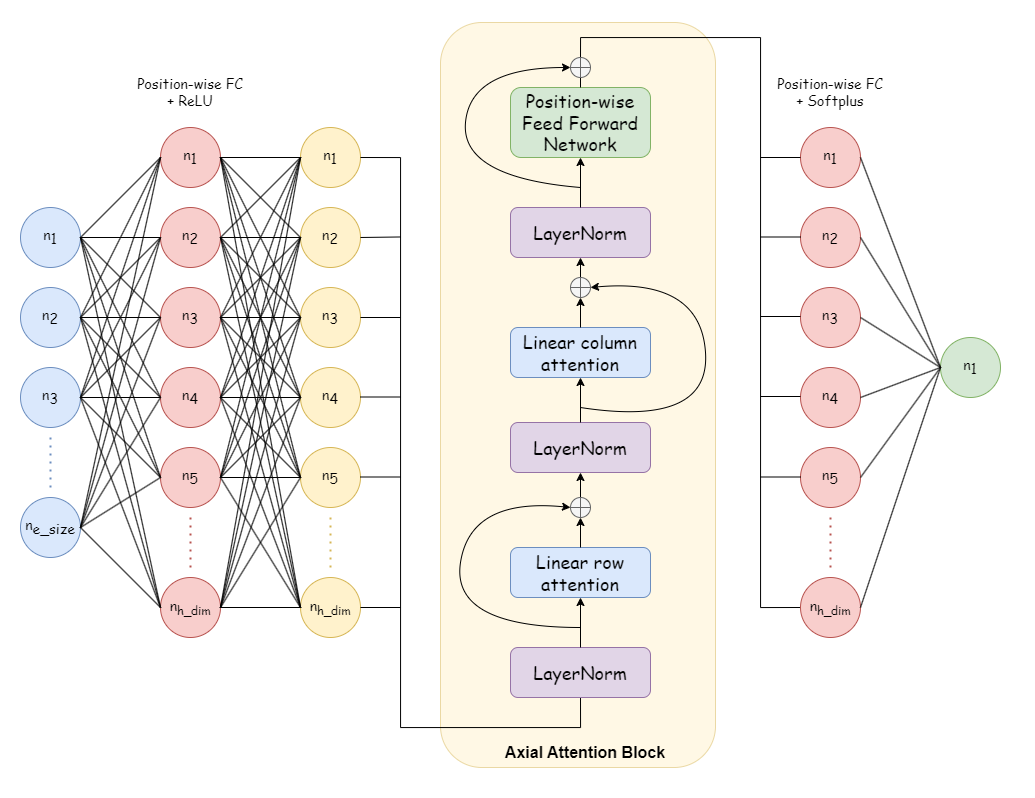 Position-wise FC
+ ReLU
n1
n2
n3
ne_size
n1
n2
n3
n4
n5
nh_dim
n1
n2
n3
n4
n5
nh_dim
Position-wise
Feed Forward
Network
LayerNorm
Linear column
attention
LayerNorm
Linear row
attention
LayerNorm
Axial Attention Block
Position-wise FC
+ Softplus
n1
n2
n3
n4
n5
nh_dim
n1